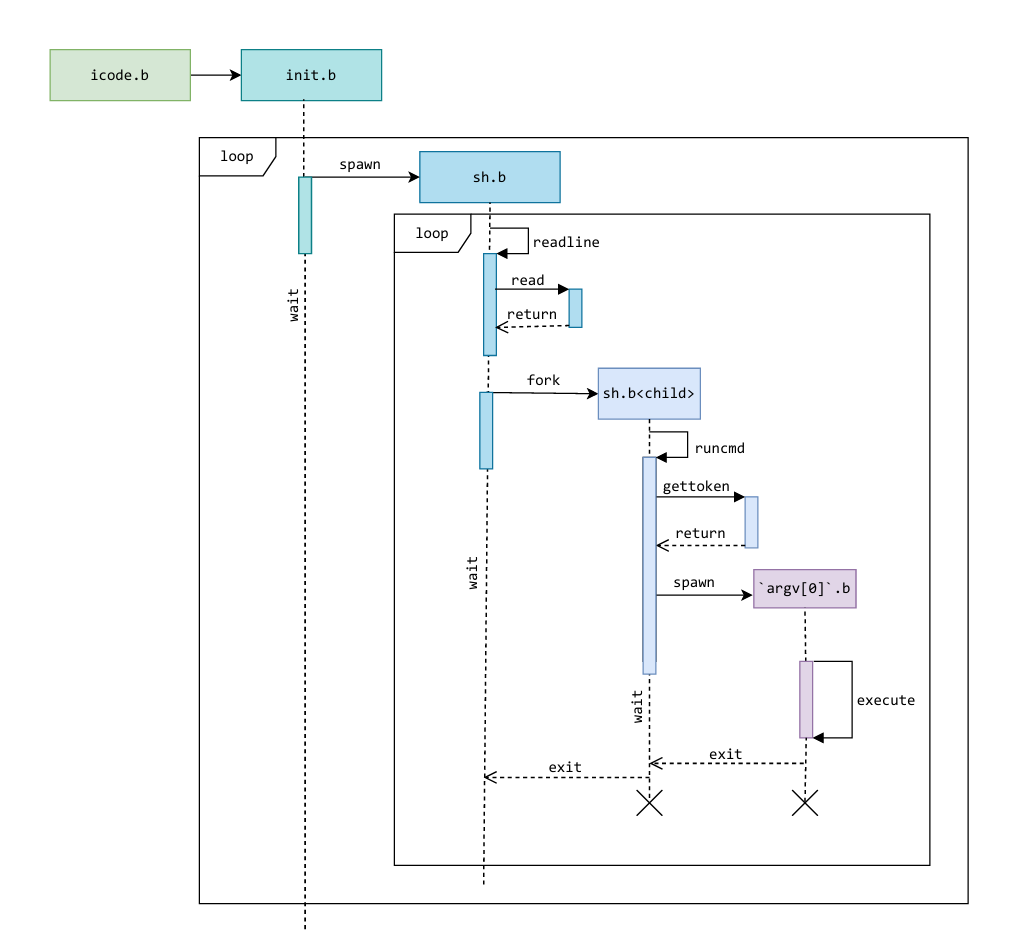 icode.b
init.b
loop
spawn
sh.b
loop
readline
read
wait
return
fork
sh.b<child>
runcmd
gettoken
return
wait
spawn
`argv[0]`.b
wait
execute
exit
exit